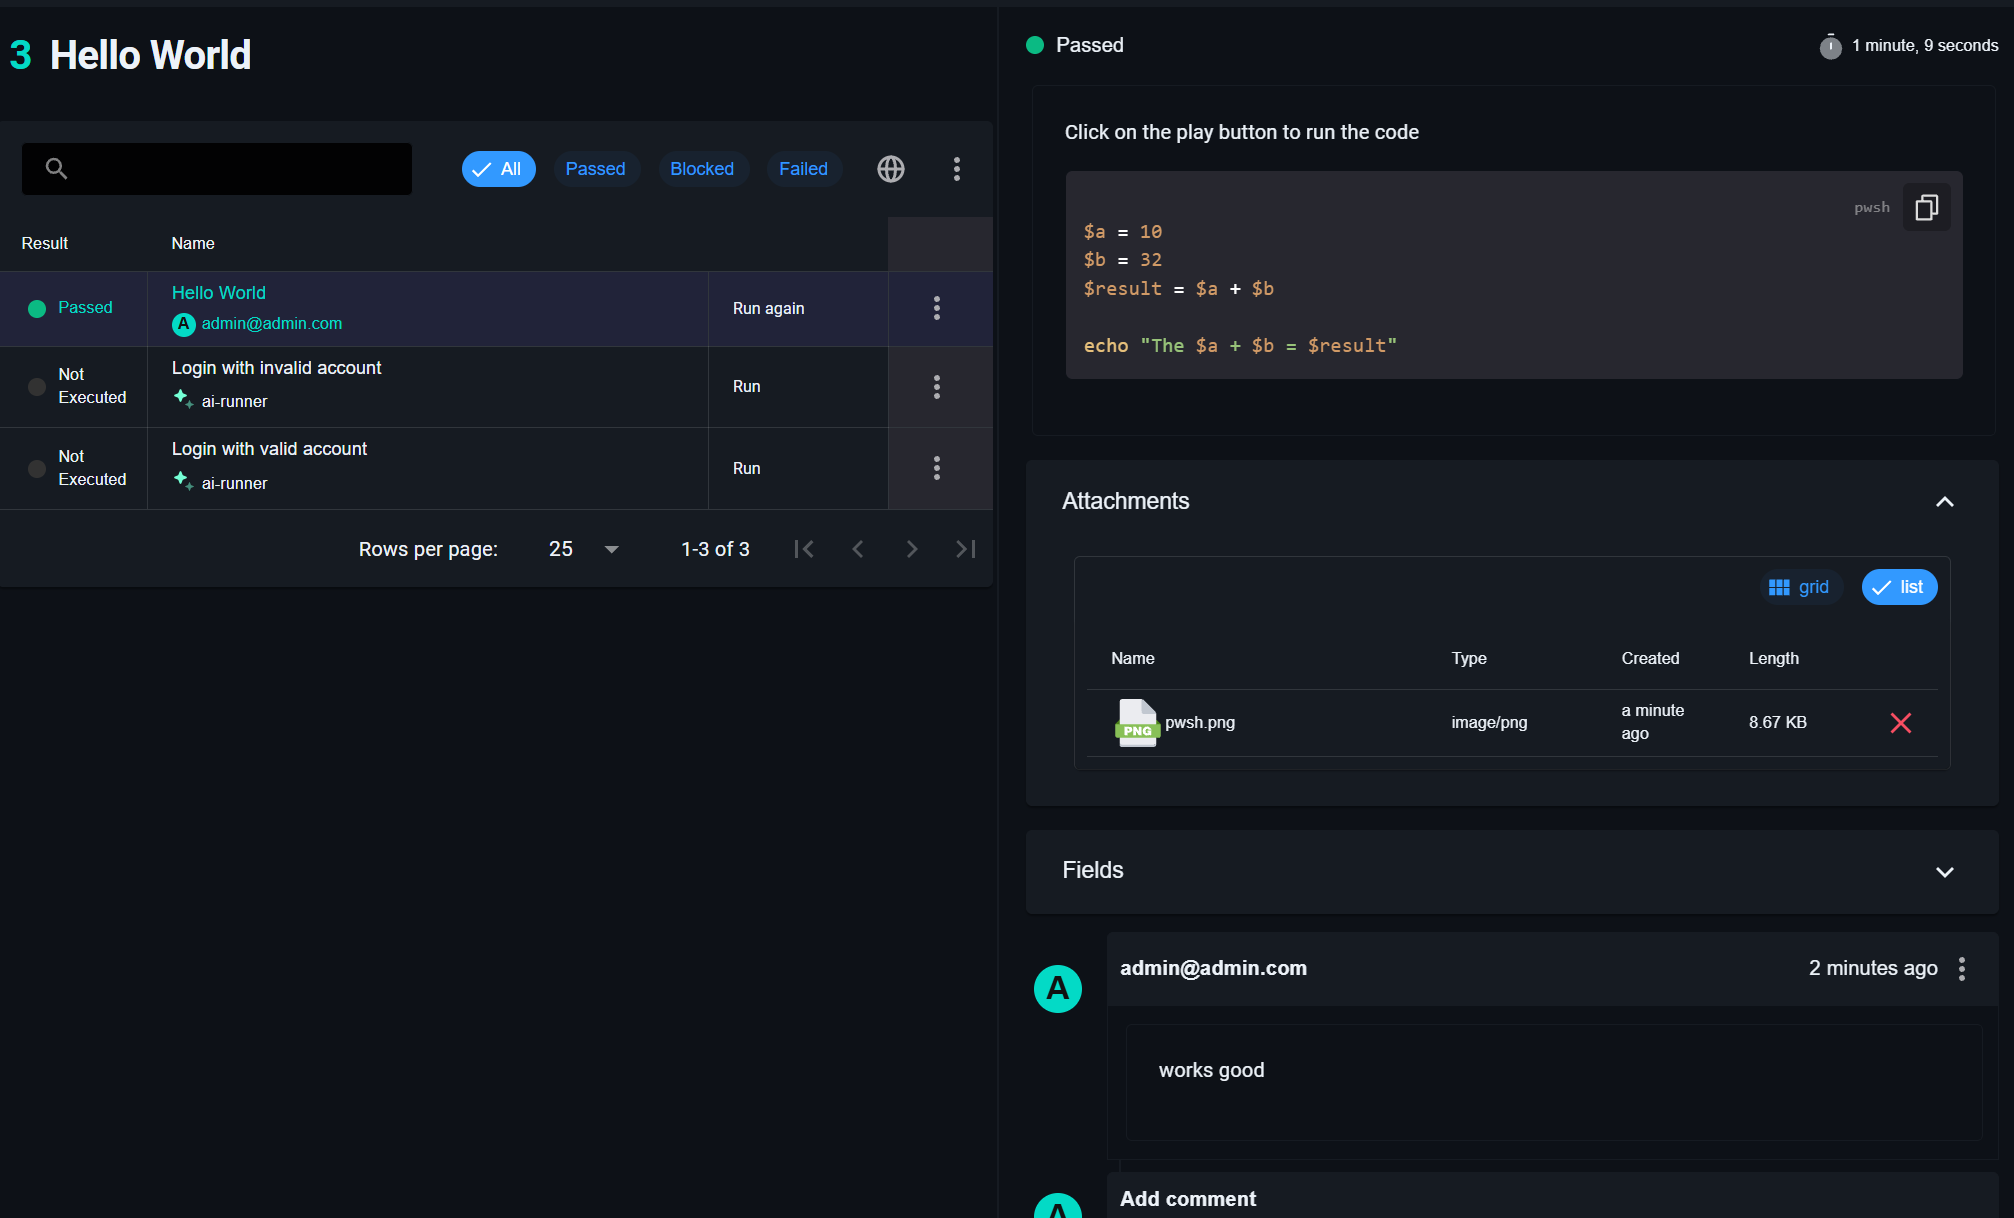 3 Hello World
All Passed Blocked Failed
Result Name
Passed
Hello World
A admin@admin.com
Run again
Not
Executed
Login with invalid account
ai-runner
Run
Not
Executed
Login with valid account
ai-runner
Run
Rows per page: 25 1-3 of 3
Passed
1 minute, 9 seconds
Click on the play button to run the code
pwsh
$a = 10
$b = 32
$result = $a + $b
echo "The $a + $b = $result"
Attachments
grid list
Name Type Created Length
PNG pwsh.png image/png a minute
ago
8.67 KB
Fields
A
admin@admin.com 2 minutes ago
works good
A
Add comment